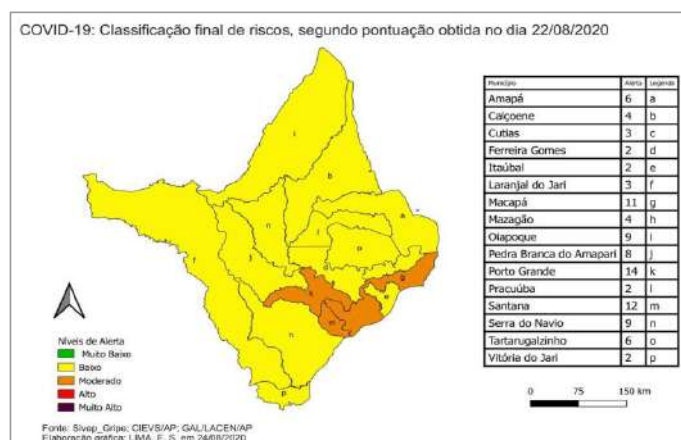 COVID-19: Classificação final de riscos, segundo pontuação obtida no dia 22/08/2020
Município Alerta Legenda
Amapá 6 a
Calçoene 4 b
Cutias 3 c
Ferreira Gomes 2 d
Itaúbal 2 e
Laranjal do Jari 3 f
Macapá 11 g
Mazagão 4 h
Oiapoque 9 i
Pedra Branca do Amapari 8 j
Porto Grande 14 k
Pracuúba 2 l
Santana 12 m
Serra do Navio 9 n
Tartarugalzinho 6 o
Vitória do Jari 2 p
i
b
a
n
l
o
j
f
d
g
k
e
m
h
p
Níveis de Alerta
Muito Baixo
Baixo
Moderado
Alto
Muito Alto
0 75 150 km
Fonte: Sivep_Gripe; CIEVS/AP; GAL/LACEN/AP
Elaboração gráfica: LIMA, E. S. em 24/08/2020